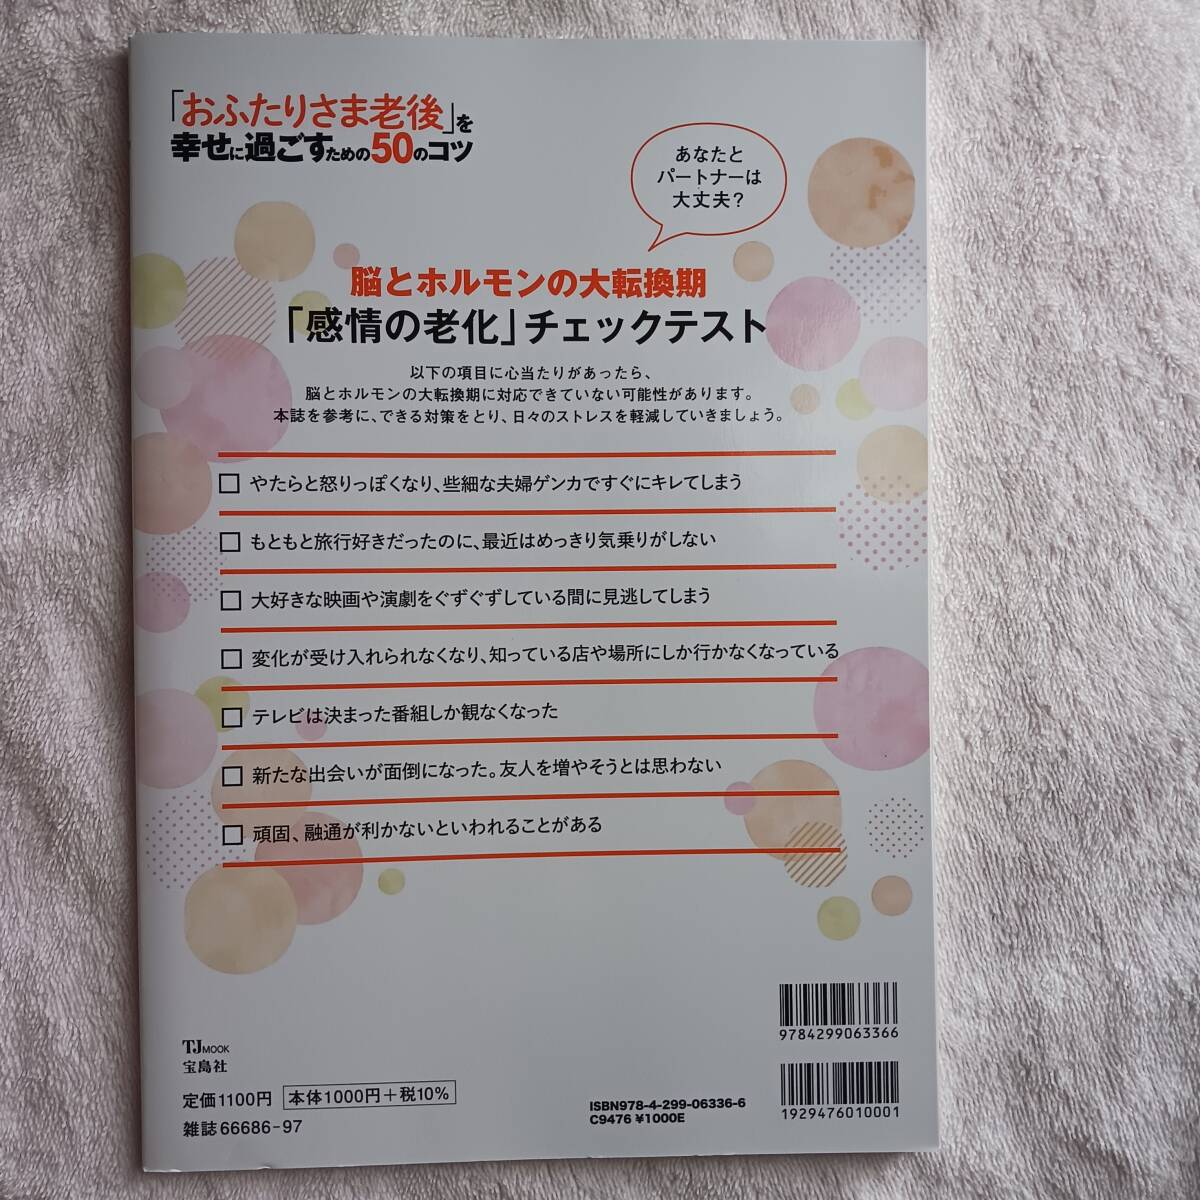 「おふたりさま老後」を
幸せに過ごすための50のコツ
あなたと
パートナーは
大丈夫?
脳とホルモンの大転換期
「感情の老化」チェックテスト
以下の項目に心当たりがあったら、
脳とホルモンの大転換期に対応できていない可能性があります。
本誌を参考に、できる対策をとり、日々のストレスを軽減していきましょう。
□ やたらと怒りっぽくなり、些細な夫婦ゲンカですぐにキレてしまう
□ もともと旅行好きだったのに、最近はめっきり気乗りがしない
□ 大好きな映画や演劇をぐずぐずしている間に見逃してしまう
□ 変化が受け入れられなくなり、知っている店や場所にしか行かなくなっている
□ テレビは決まった番組しか観なくなった
□ 新たな出会いが面倒になった。友人を増やそうとは思わない
□ 頑固、融通が利かないといわれることがある
9784299063366
TJ MOOK
宝島社
定価1100円 本体1000円+税10%
雑誌66686-97
ISBN978-4-299-06336-6
C9476 ¥1000E
1929476010001